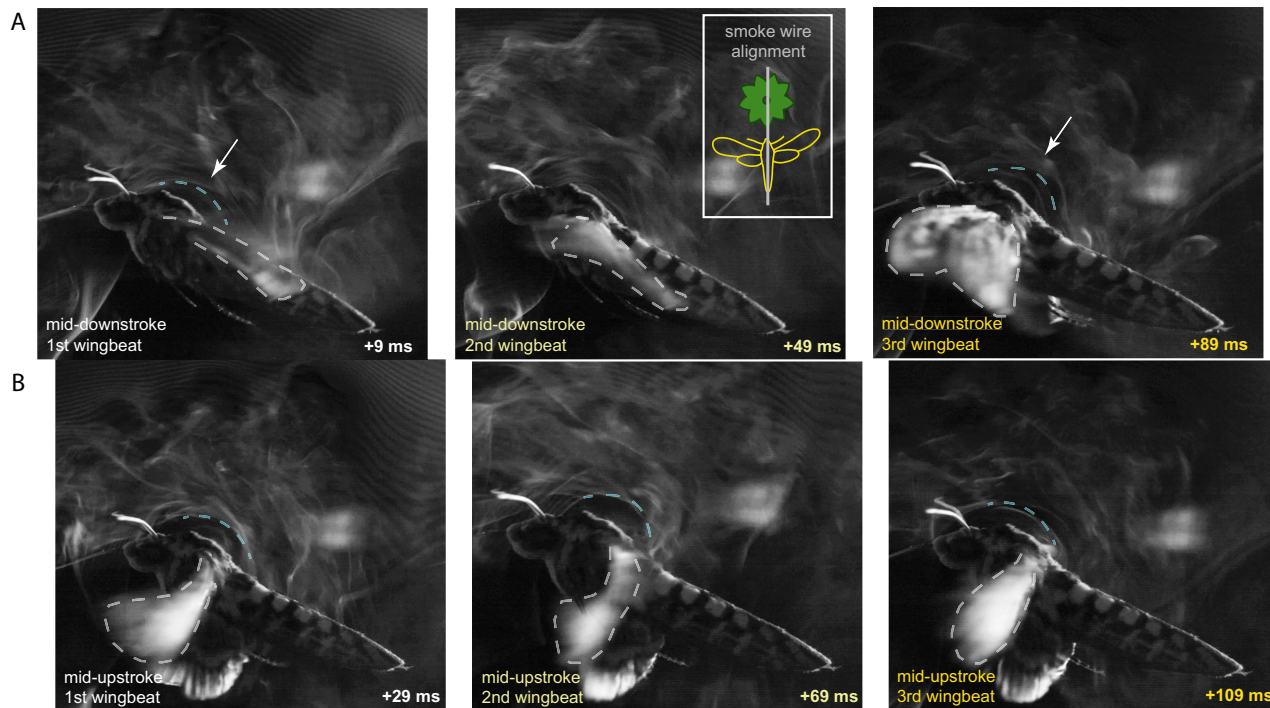 A
mid-downstroke
1st wingbeat
+9 ms
smoke wire
alignment
mid-downstroke
2nd wingbeat
+49 ms
mid-downstroke
3rd wingbeat
+89 ms
B
mid-upstroke
1st wingbeat
+29 ms
mid-upstroke
2nd wingbeat
+69 ms
mid-upstroke
3rd wingbeat
+109 ms